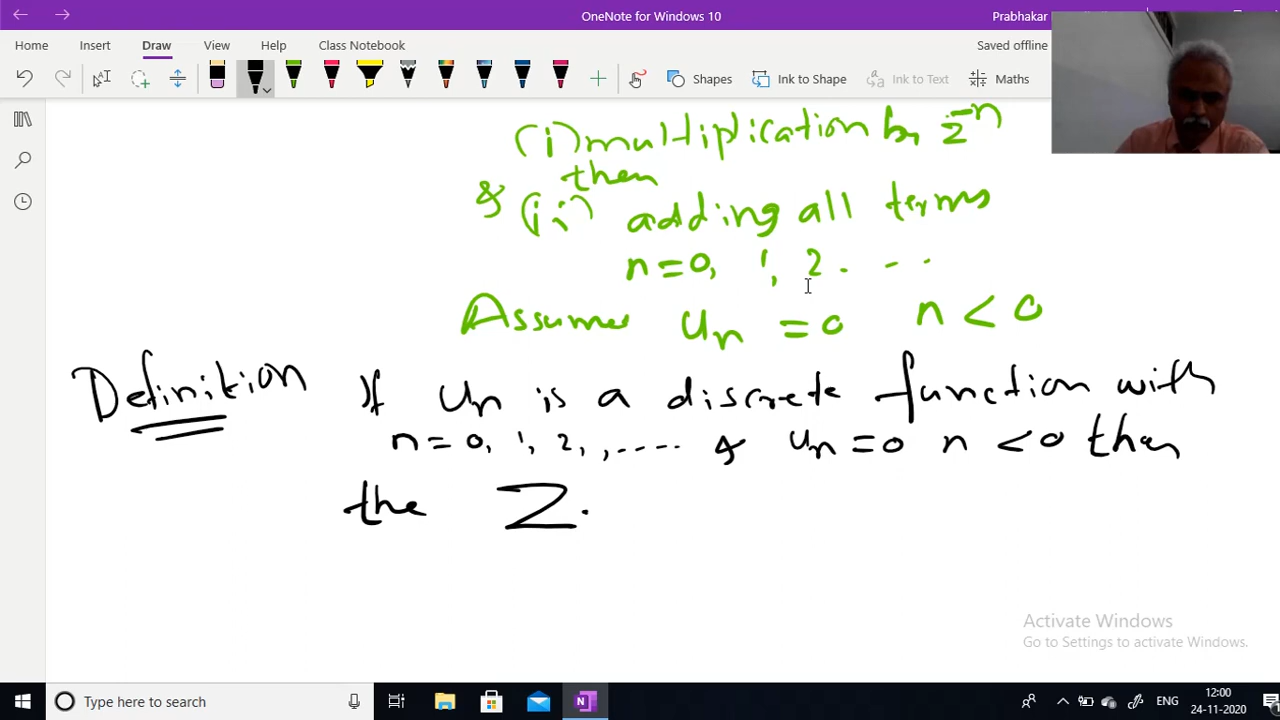 OneNote for Windows 10
Prabhakar
Home Insert Draw View Help Class Notebook
Saved offline
Shapes Ink to Shape Ink to Text Maths
(i) multiplication by z^-n
then
& (ii) adding all terms
n=0, 1, 2. - - .
Assume u_n =0 n<0
Definition If u_n is a discrete function with
n=0, 1, 2, ,..... & u_n =0 n <0 then
the Z.
Activate Windows
Go to Settings to activate Windows.
Type here to search
ENG
12:00
24-11-2020